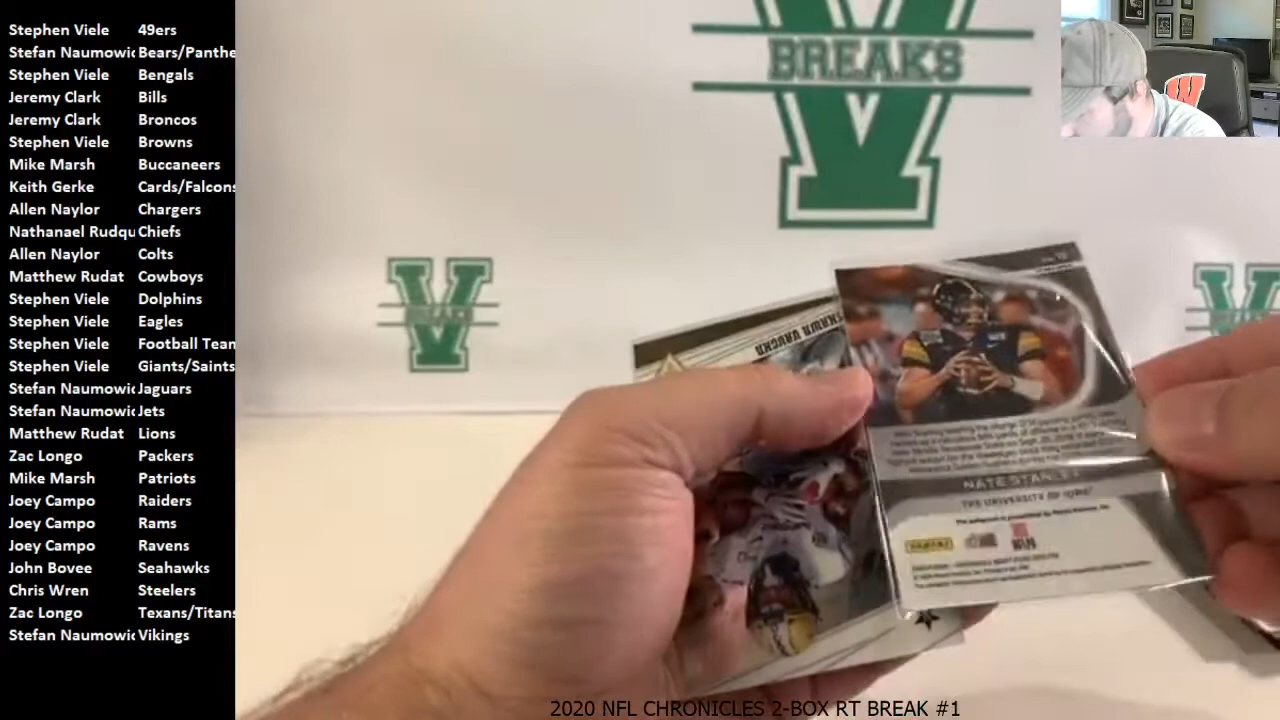 Stephen Viele 49ers
Stefan Naumowic Bears/Panthe
Stephen Viele Bengals
Jeremy Clark Bills
Jeremy Clark Broncos
Stephen Viele Browns
Mike Marsh Buccaneers
Keith Gerke Cards/Falcons
Allen Naylor Chargers
Nathanael Rudqu Chiefs
Allen Naylor Colts
Matthew Rudat Cowboys
Stephen Viele Dolphins
Stephen Viele Eagles
Stephen Viele Football Team
Stephen Viele Giants/Saints
Stefan Naumowic Jaguars
Stefan Naumowic Jets
Matthew Rudat Lions
Zac Longo Packers
Mike Marsh Patriots
Joey Campo Raiders
Joey Campo Rams
Joey Campo Ravens
John Bovee Seahawks
Chris Wren Steelers
Zac Longo Texans/Titans
Stefan Naumowic Vikings
V BREAKS
V BREAKS
V
W
NATE STANLEY
THE UNIVERSITY OF IOWA
PANINI
2020 NFL CHRONICLES 2-BOX RT BREAK #1